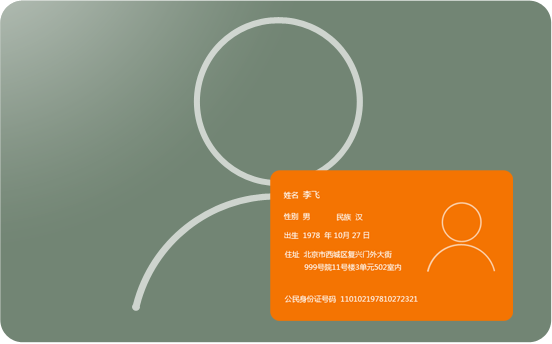 姓名 李飞
性别 男 民族 汉
出生 1978 年 10月 27 日
住址 北京市西城区复兴门外大街
999号院11号楼3单元502室内
公民身份证号码 110102197810272321